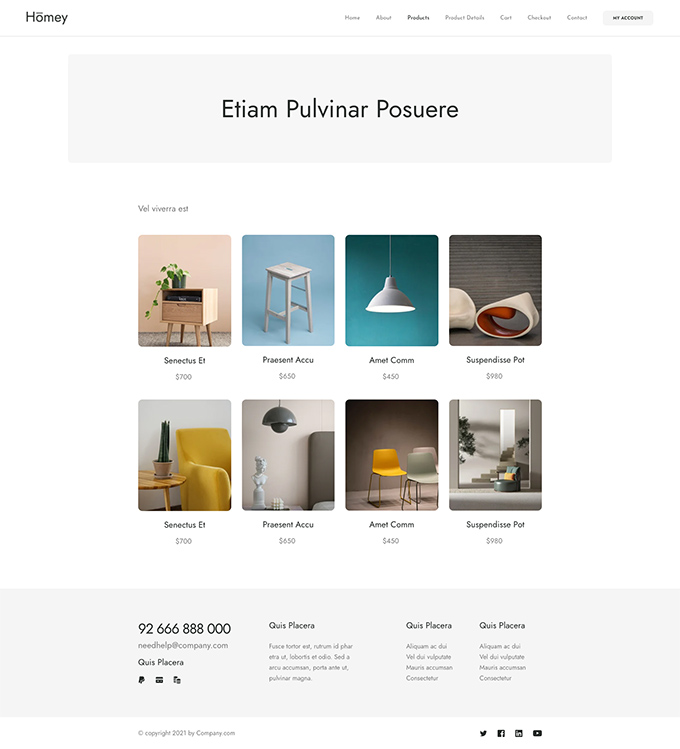 Hōmey
Home About Products Product Details Cart Checkout Contact MY ACCOUNT
Etiam Pulvinar Posuere
Vel viverra est
Senectus Et Praesent Accu Amet Comm Suspendisse Pot
$700 $650 $450 $980
Senectus Et Praesent Accu Amet Comm Suspendisse Pot
$700 $650 $450 $980
92 666 888 000
needhelp@company.com
Quis Placera
Quis Placera
Fusce tortor est, rutrum id phar
etra ut, lobortis et odio. Sed a
arcu accumsan, porta ante ut,
pulvinar magna.
Quis Placera
Aliquam ac dui
Vel dui vulputate
Mauris accumsan
Consectetur
Quis Placera
Aliquam ac dui
Vel dui vulputate
Mauris accumsan
Consectetur
© copyright 2021 by Company.com